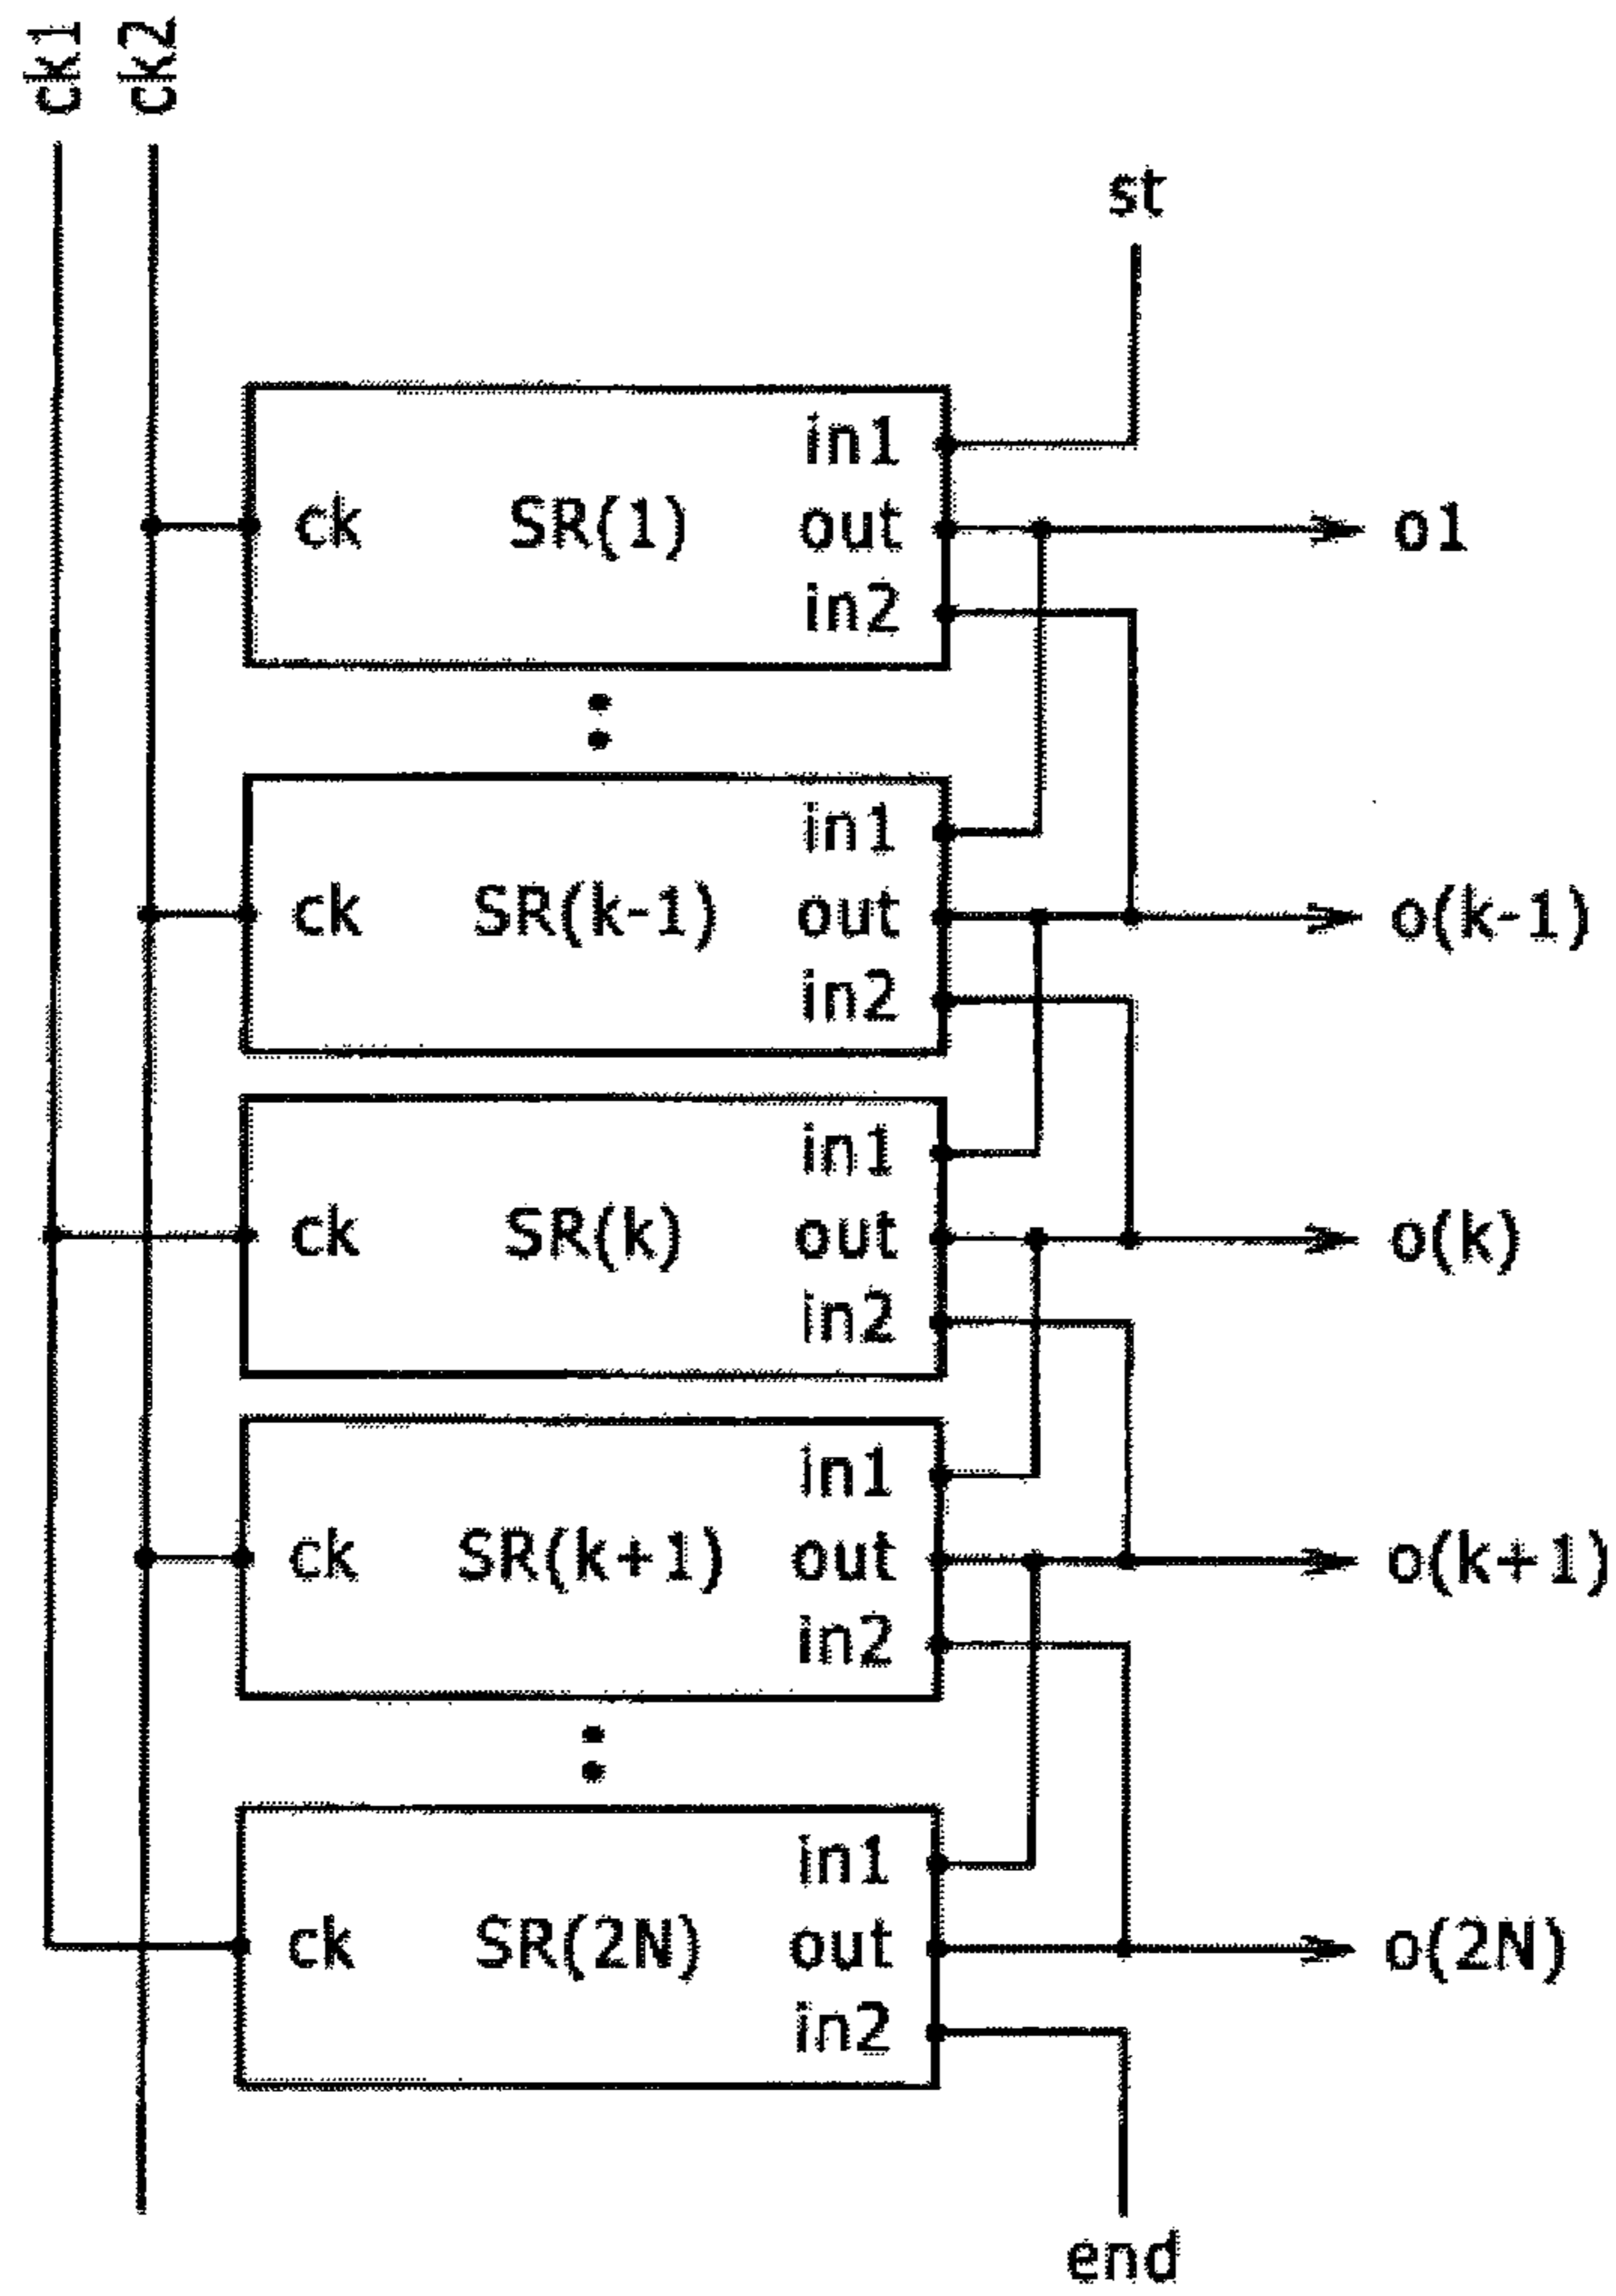 ck1
ck2
st
in1
ck SR(1) out
in2
o1
in1
ck SR(k-1) out
in2
o(k-1)
in1
ck SR(k) out
in2
o(k)
in1
ck SR(k+1) out
in2
o(k+1)
in1
ck SR(2N) out
in2
o(2N)
end